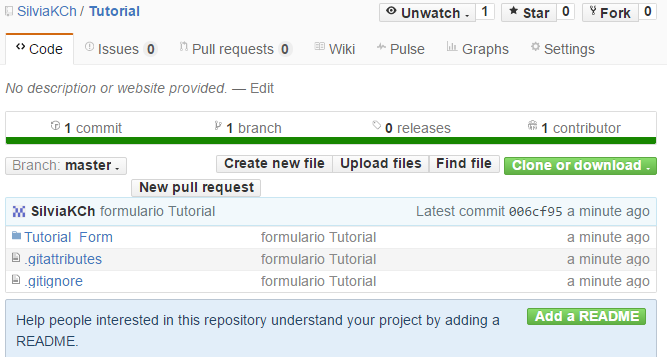 SilviaKCh / Tutorial
Unwatch 1 Star 0 Fork 0
Code Issues 0 Pull requests 0 Wiki Pulse Graphs Settings
No description or website provided. — Edit
1 commit 1 branch 0 releases 1 contributor
Branch: master Create new file Upload files Find file Clone or download
New pull request
SilviaKCh formulario Tutorial Latest commit 006cf95 a minute ago
Tutorial Form formulario Tutorial a minute ago
.gitattributes formulario Tutorial a minute ago
.gitignore formulario Tutorial a minute ago
Help people interested in this repository understand your project by adding a
README.
Add a README